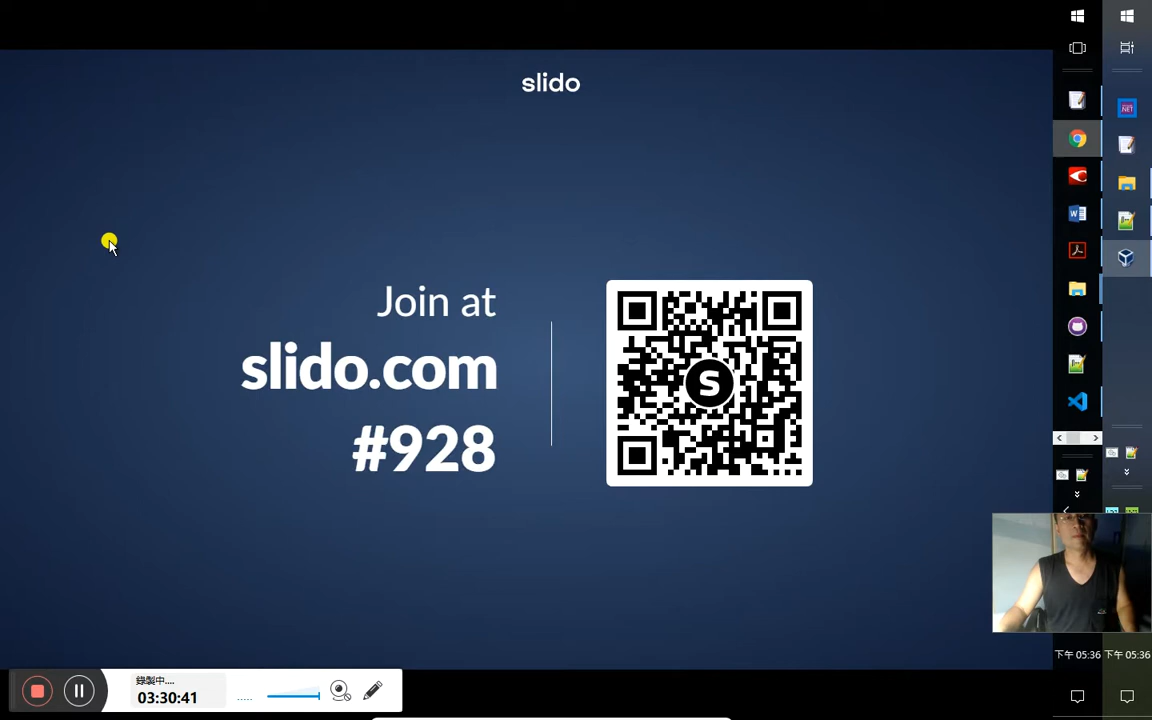 slido
Join at
slido.com
#928
S
.NET
W
錄製中....
03:30:41
下午 05:36
下午 05:36